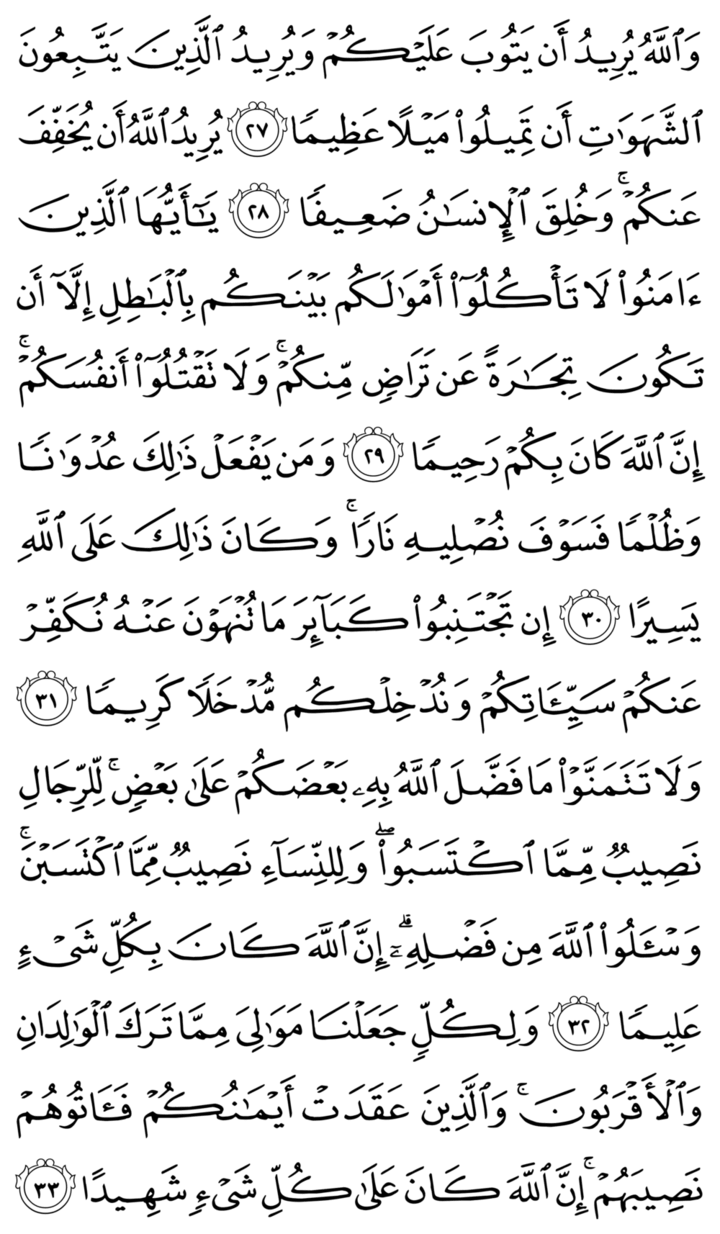 وَٱللَّهُ يُرِيدُ أَن يَتُوبَ عَلَيۡكُمۡ وَيُرِيدُ ٱلَّذِينَ يَتَّبِعُونَ
ٱلشَّهَوَٰتِ أَن تَمِيلُواْ مَيۡلًا عَظِيمٗا ٢٧ يُرِيدُ ٱللَّهُ أَن يُخَفِّفَ
عَنكُمۡۚ وَخُلِقَ ٱلۡإِنسَٰنُ ضَعِيفٗا ٢٨ يَٰٓأَيُّهَا ٱلَّذِينَ
ءَامَنُواْ لَا تَأۡكُلُوٓاْ أَمۡوَٰلَكُم بَيۡنَكُم بِٱلۡبَٰطِلِ إِلَّآ أَن
تَكُونَ تِجَٰرَةً عَن تَرَاضٖ مِّنكُمۡۚ وَلَا تَقۡتُلُوٓاْ أَنفُسَكُمۡۚ
إِنَّ ٱللَّهَ كَانَ بِكُمۡ رَحِيمٗا ٢٩ وَمَن يَفۡعَلۡ ذَٰلِكَ عُدۡوَٰنٗا
وَظُلۡمٗا فَسَوۡفَ نُصۡلِيهِ نَارٗاۚ وَكَانَ ذَٰلِكَ عَلَى ٱللَّهِ
يَسِيرًا ٣٠ إِن تَجۡتَنِبُواْ كَبَآئِرَ مَا تُنۡهَوۡنَ عَنۡهُ نُكَفِّرۡ
عَنكُمۡ سَيِّـَٔاتِكُمۡ وَنُدۡخِلۡكُم مُّدۡخَلٗا كَرِيمٗا ٣١
وَلَا تَتَمَنَّوۡاْ مَا فَضَّلَ ٱللَّهُ بِهِۦ بَعۡضَكُمۡ عَلَىٰ بَعۡضٖۚ لِّلرِّجَالِ
نَصِيبٞ مِّمَّا ٱكۡتَسَبُواْۖ وَلِلنِّسَآءِ نَصِيبٞ مِّمَّا ٱكۡتَسَبۡنَۚ
وَسۡـَٔلُواْ ٱللَّهَ مِن فَضۡلِهِۦٓۗ إِنَّ ٱللَّهَ كَانَ بِكُلِّ شَيۡءٍ
عَلِيمٗا ٣٢ وَلِكُلّٖ جَعَلۡنَا مَوَٰلِيَ مِمَّا تَرَكَ ٱلۡوَٰلِدَانِ
وَٱلۡأَقۡرَبُونَۚ وَٱلَّذِينَ عَقَدَتۡ أَيۡمَٰنُكُمۡ فَـَٔاتُوهُمۡ
نَصِيبَهُمۡۚ إِنَّ ٱللَّهَ كَانَ عَلَىٰ كُلِّ شَيۡءٖ شَهِيدًا ٣٣